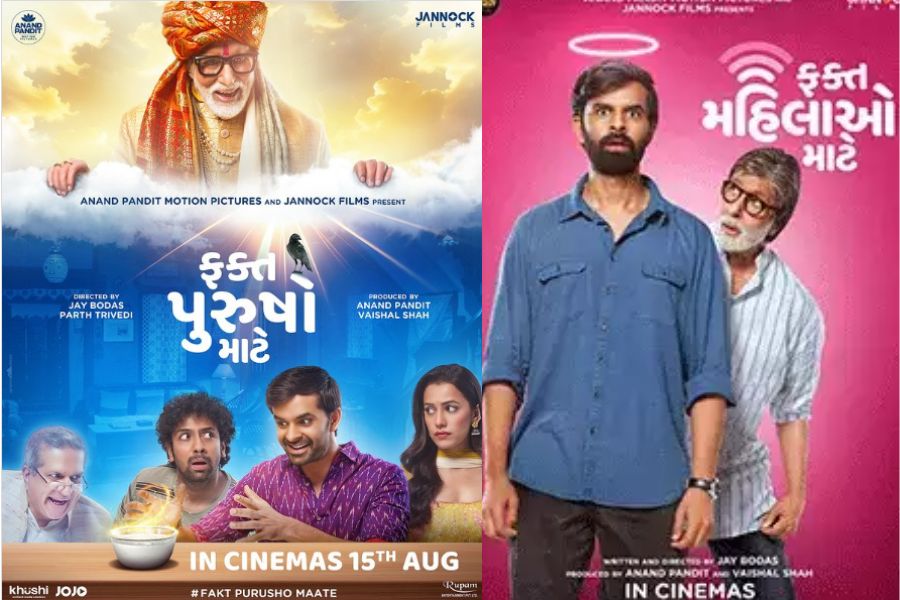 ANAND
PANDIT
JANNOCK
FILMS
ANAND PANDIT MOTION PICTURES AND JANNOCK FILMS PRESENT
ફક્ત
પુરુષો
માટે
DIRECTED BY
JAY BODAS
PARTH TRIVEDI
PRODUCED BY
ANAND PANDIT
VAISHAL SHAH
IN CINEMAS 15TH AUG
khushi
JOJO
#FAKT PURUSHO MAATE
Rupam
JANNOCK FILMS PRESENTS
ફક્ત
મહિલાઓ
માટે
WRITTEN AND DIRECTED BY JAY BODAS
PRODUCED BY ANAND PANDIT AND VAISHAL SHAH
IN CINEMAS